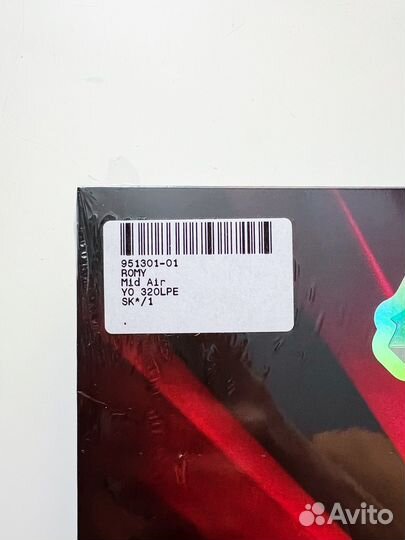 951301-01
ROMY
Mid Air
YO 320LPE
SK*/1
Avito